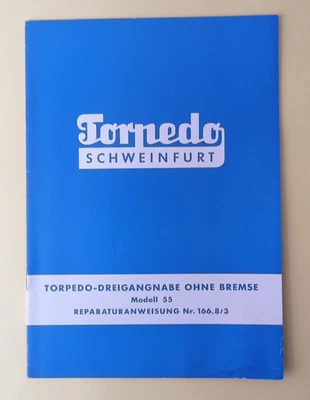 Torpedo
SCHWEINFURT
TORPEDO-DREIGANGNABE OHNE BREMSE
Modell 55
REPARATURANWEISUNG Nr. 166.8/3